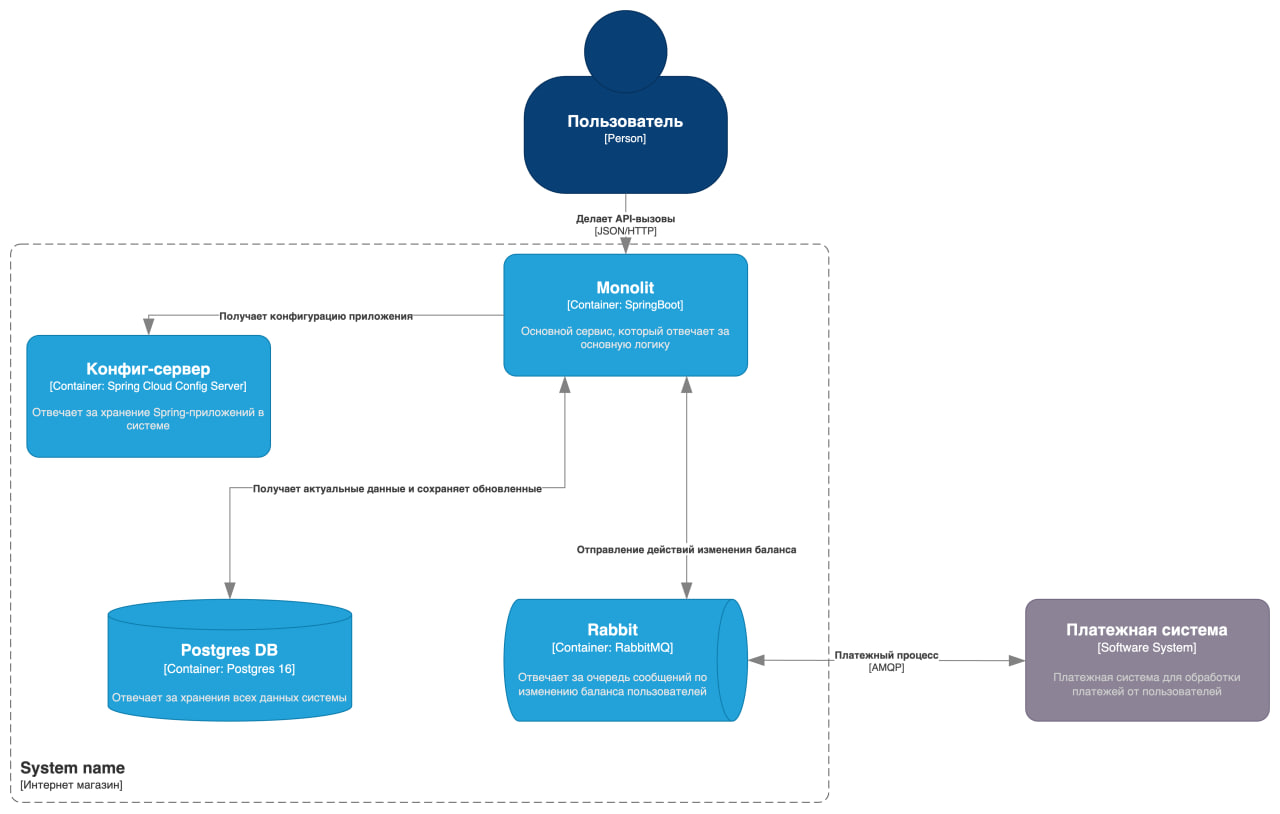 Пользователь
[Person]
Делает API-вызовы
[JSON/HTTP]
Monolit
[Container: SpringBoot]
Основной сервис, который отвечает за
основную логику
Получает конфигурацию приложения
Конфиг-сервер
[Container: Spring Cloud Config Server]
Отвечает за хранение Spring-приложений в
системе
Получает актуальные данные и сохраняет обновленные
Отправление действий изменения баланса
Postgres DB
[Container: Postgres 16]
Отвечает за хранения всех данных системы
Rabbit
[Container: RabbitMQ]
Отвечает за очередь сообщений по
изменению баланса пользователей
Платежный процесс
[AMQP]
Платежная система
[Software System]
Платежная система для обработки
платежей от пользователей
System name
[Интернет магазин]